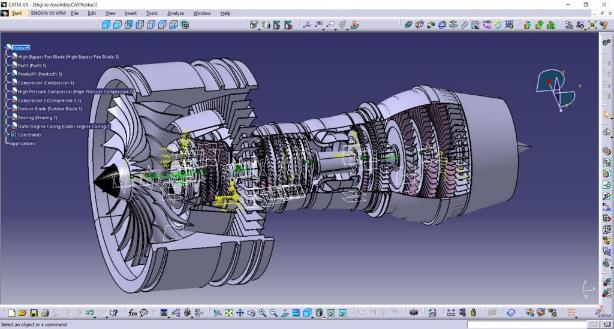 CATIA V5 - [Engine Assembly.CATProduct]
Start ENOVIA V5 VPM File Edit View Insert Tools Analyze Window Help
Product2
High Bypass Fan Blade (High Bypass Fan Blade.1)
Part1 (Part1.1)
Product1 (Product1.1)
Compressor (Compressor.1)
High Pressure Compressor (High Pressure Compressor.1)
Compressor 2 (Compressor 2.1)
Turbine Blade (Turbine Blade.1)
Bearing (Bearing.1)
Outer Engine Casing (Outer Engine Casing.1)
Constraints
Applications
Select an object or a command